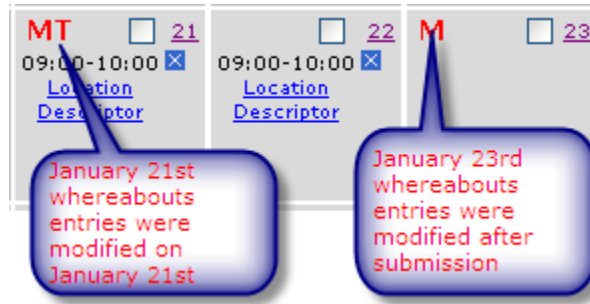 MT 21 22 M 23
09:00-10:00 09:00-10:00
Location Location
Descriptor Descriptor
January 21st
whereabouts
entries were
modified on
January 21st
January 23rd
whereabouts
entries were
modified after
submission